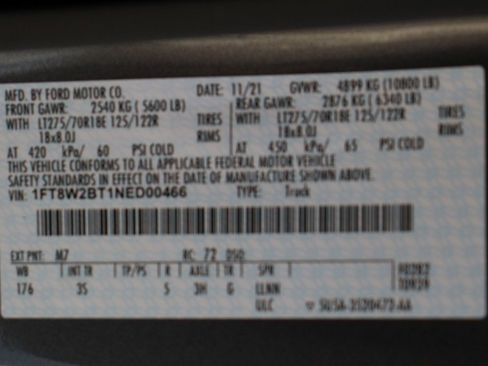 MFD. BY FORD MOTOR CO. DATE: 11/21 GVWR: 4899 KG (10800 LB)
FRONT GAWR: 2540 KG (5600 LB) REAR GAWR: 2876 KG (6340 LB)
WITH LT275/70R18E 125/122R TIRES WITH LT275/70R18E 125/122R TIRES
18x8.0J RIMS 18x8.0J RIMS
AT 420 kPa/ 60 PSI COLD AT 450 kPa/ 65 PSI COLD
THIS VEHICLE CONFORMS TO ALL APPLICABLE FEDERAL MOTOR VEHICLE
SAFETY STANDARDS IN EFFECT ON THE DATE OF MANUFACTURE SHOWN ABOVE.
VIN: 1FT8W2BT1NED00466 TYPE: Truck
EXT PNT: M7 RC: 72 DSO:
WB INT TR TP/PS R AXLE TR SPR
176 3S 5 3H G LLNN
ULC